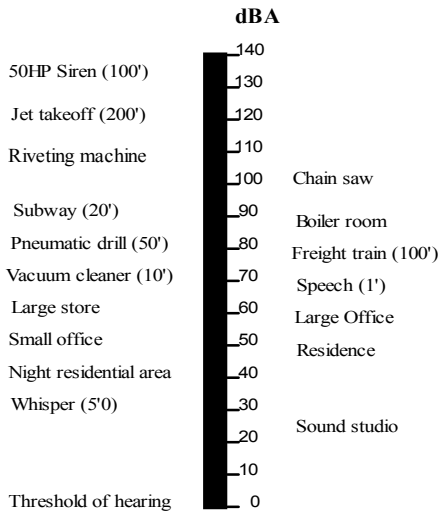 dBA
140
50HP Siren (100')
130
Jet takeoff (200')
120
110
Riveting machine
100
Chain saw
Subway (20')
90
Boiler room
Pneumatic drill (50')
80
Freight train (100')
Vacuum cleaner (10')
70
Speech (1')
Large store
60
Large Office
Small office
50
Residence
Night residential area
40
Whisper (5'0)
30
Sound studio
20
10
Threshold of hearing
0